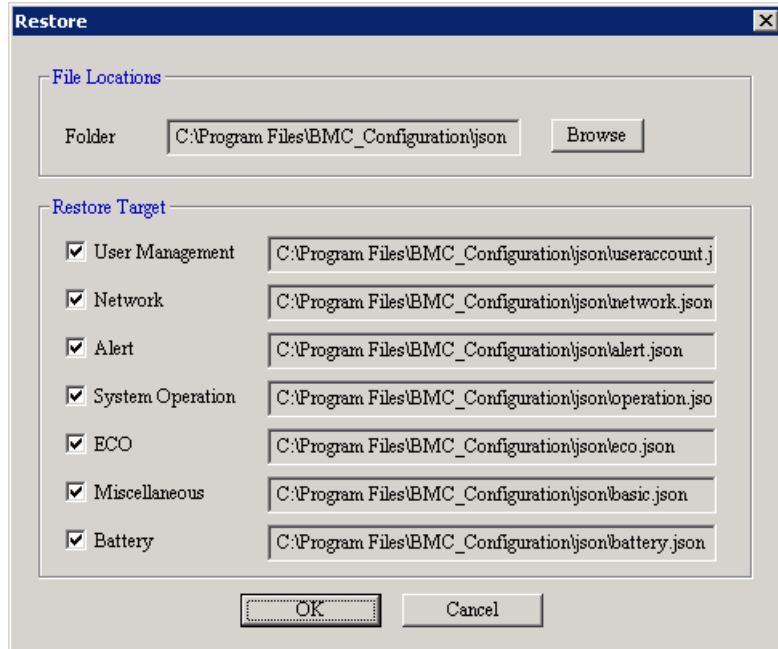 Restore
File Locations
Folder C:\Program Files\BMC_Configuration\json Browse
Restore Target
User Management C:\Program Files\BMC_Configuration\json\useraccount.j
Network C:\Program Files\BMC_Configuration\json\network.json
Alert C:\Program Files\BMC_Configuration\json\alert.json
System Operation C:\Program Files\BMC_Configuration\json\operation.jso
ECO C:\Program Files\BMC_Configuration\json\eco.json
Miscellaneous C:\Program Files\BMC_Configuration\json\basic.json
Battery C:\Program Files\BMC_Configuration\json\battery.json
OK Cancel